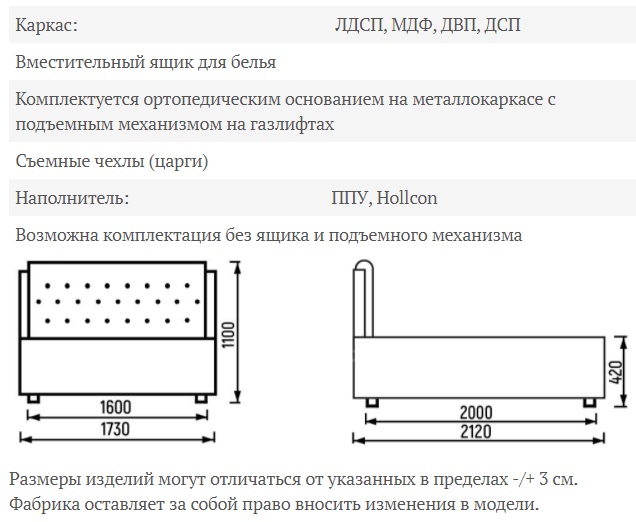 Каркас: ЛДСП, МДФ, ДВП, ДСП
Вместительный ящик для белья
Комплектуется ортопедическим основанием на металлокаркасе с
подъемным механизмом на газлифтах
Съемные чехлы (царги)
Наполнитель: ППУ, Hollcon
Возможна комплектация без ящика и подъемного механизма
1100
1600
1730
420
2000
2120
Размеры изделий могут отличаться от указанных в пределах -/+ 3 см.
Фабрика оставляет за собой право вносить изменения в модели.